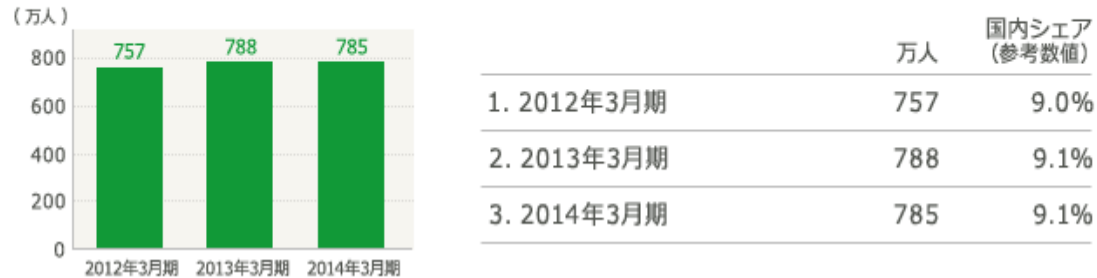 （万人）
800
600
400
200
0
757
788
785
2012年3月期 2013年3月期 2014年3月期
万人 国内シェア（参考数値）
1. 2012年3月期 757 9.0%
2. 2013年3月期 788 9.1%
3. 2014年3月期 785 9.1%